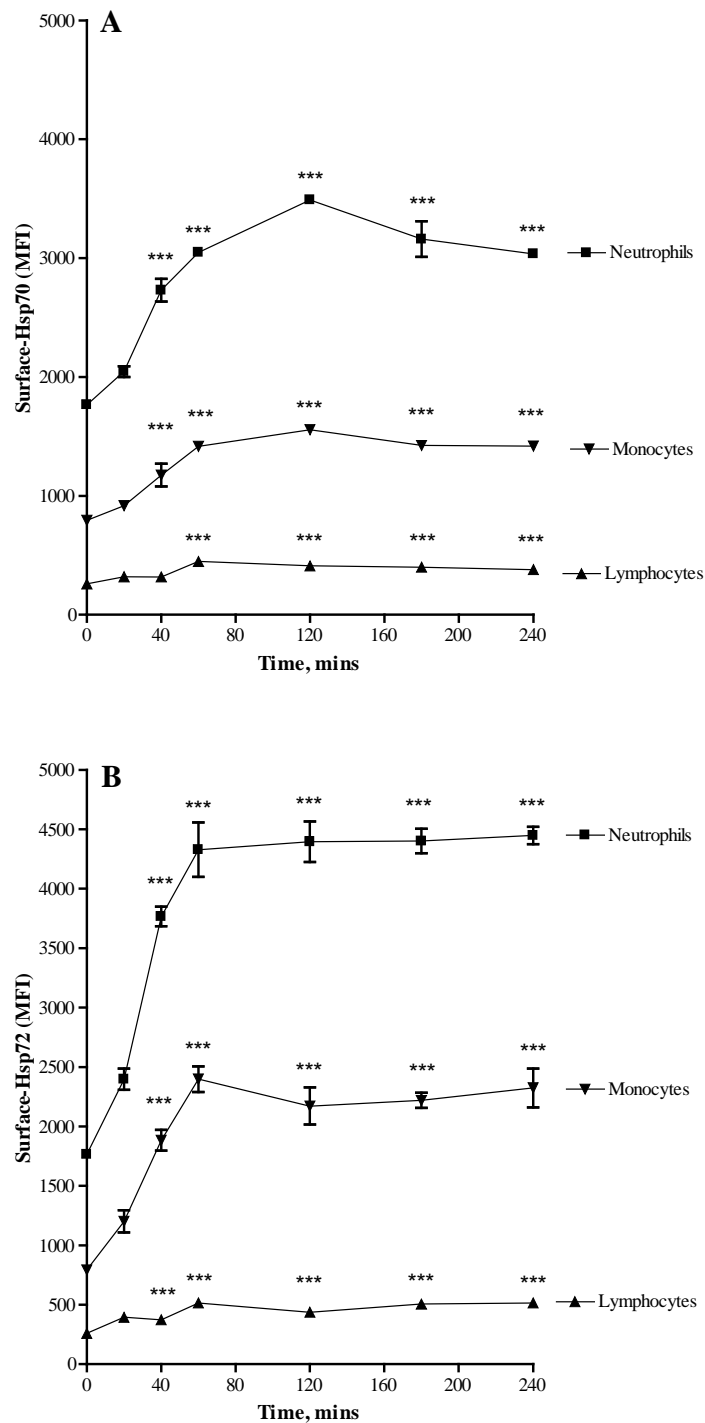 A
5000
4000
3000
2000
1000
0
Surface-Hsp70 (MFI)
*** *** *** *** ***
Neutrophils
*** *** *** *** ***
Monocytes
*** *** *** ***
Lymphocytes
0 40 80 120 160 200 240
Time, mins
B
5000
4500
4000
3500
3000
2500
2000
1500
1000
500
0
Surface-Hsp72 (MFI)
*** *** *** *** ***
Neutrophils
*** *** *** *** ***
Monocytes
*** *** *** *** ***
Lymphocytes
0 40 80 120 160 200 240
Time, mins